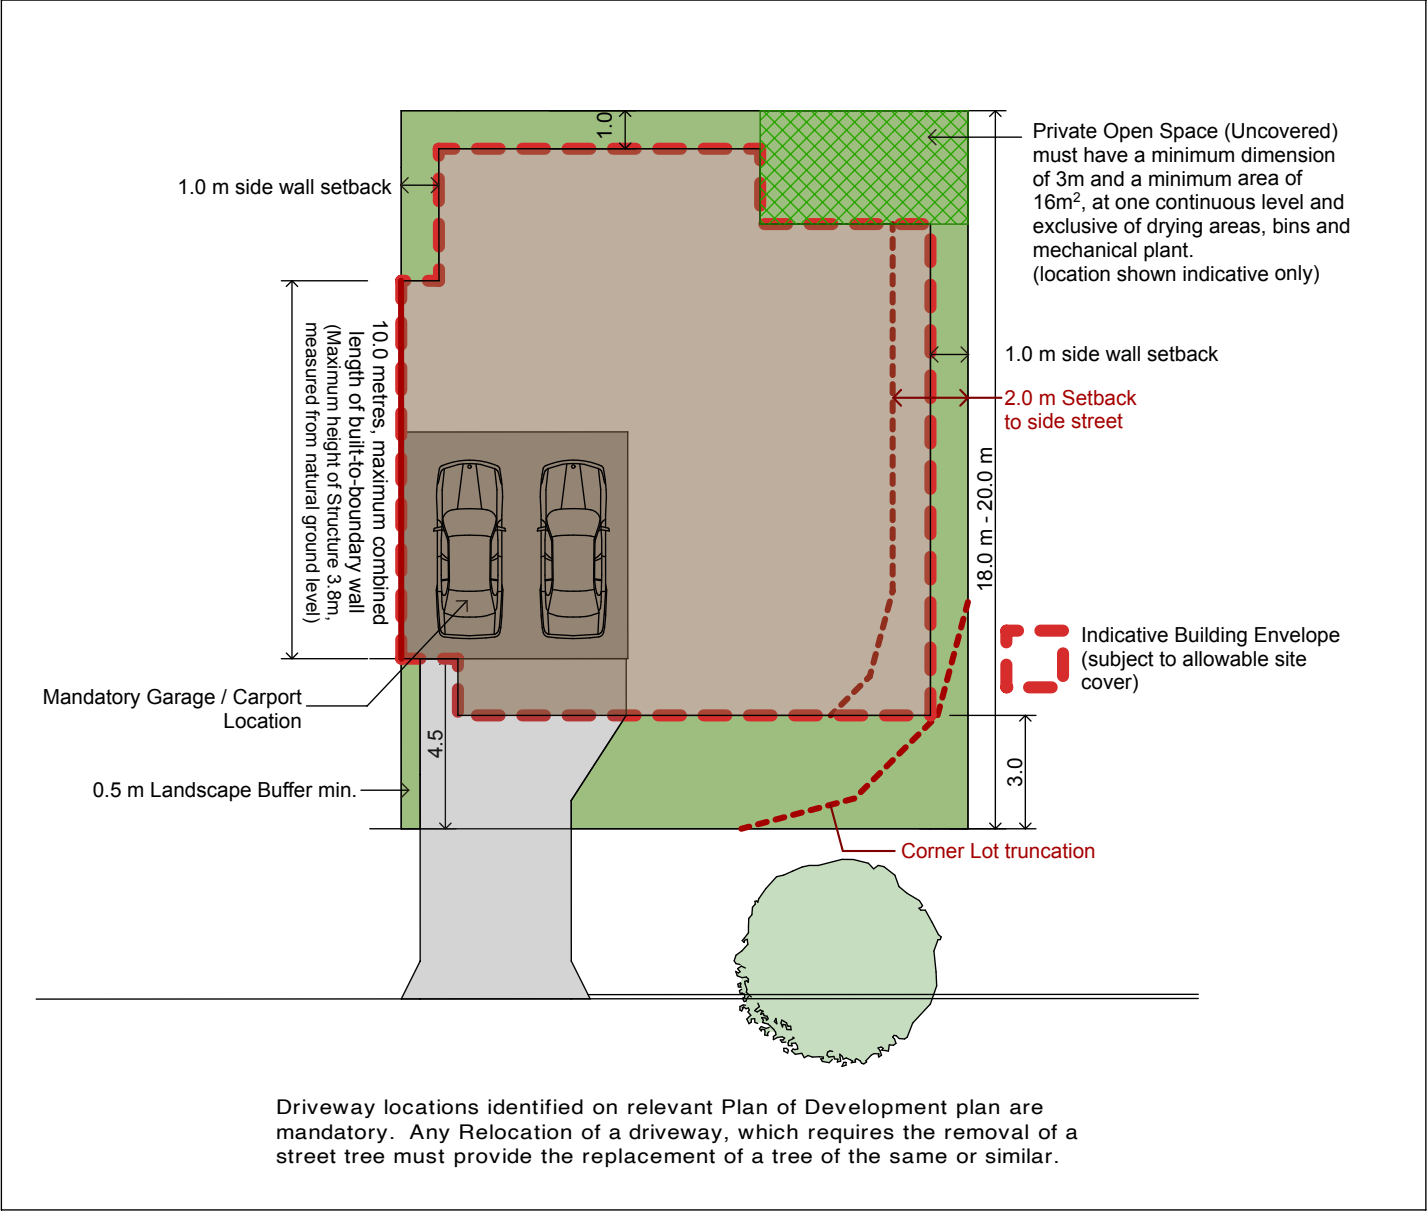 1.0
Private Open Space (Uncovered)
must have a minimum dimension
of 3m and a minimum area of
16m², at one continuous level and
exclusive of drying areas, bins and
mechanical plant.
(location shown indicative only)
1.0 m side wall setback
1.0 m side wall setback
2.0 m Setback
to side street
10.0 metres, maximum combined
length of built-to-boundary wall
(Maximum height of Structure 3.8m,
measured from natural ground level)
18.0 m - 20.0 m
Indicative Building Envelope
(subject to allowable site
cover)
Mandatory Garage / Carport
Location
4.5
3.0
0.5 m Landscape Buffer min.
Corner Lot truncation
Driveway locations identified on relevant Plan of Development plan are
mandatory.  Any Relocation of a driveway, which requires the removal of a
street tree must provide the replacement of a tree of the same or similar.